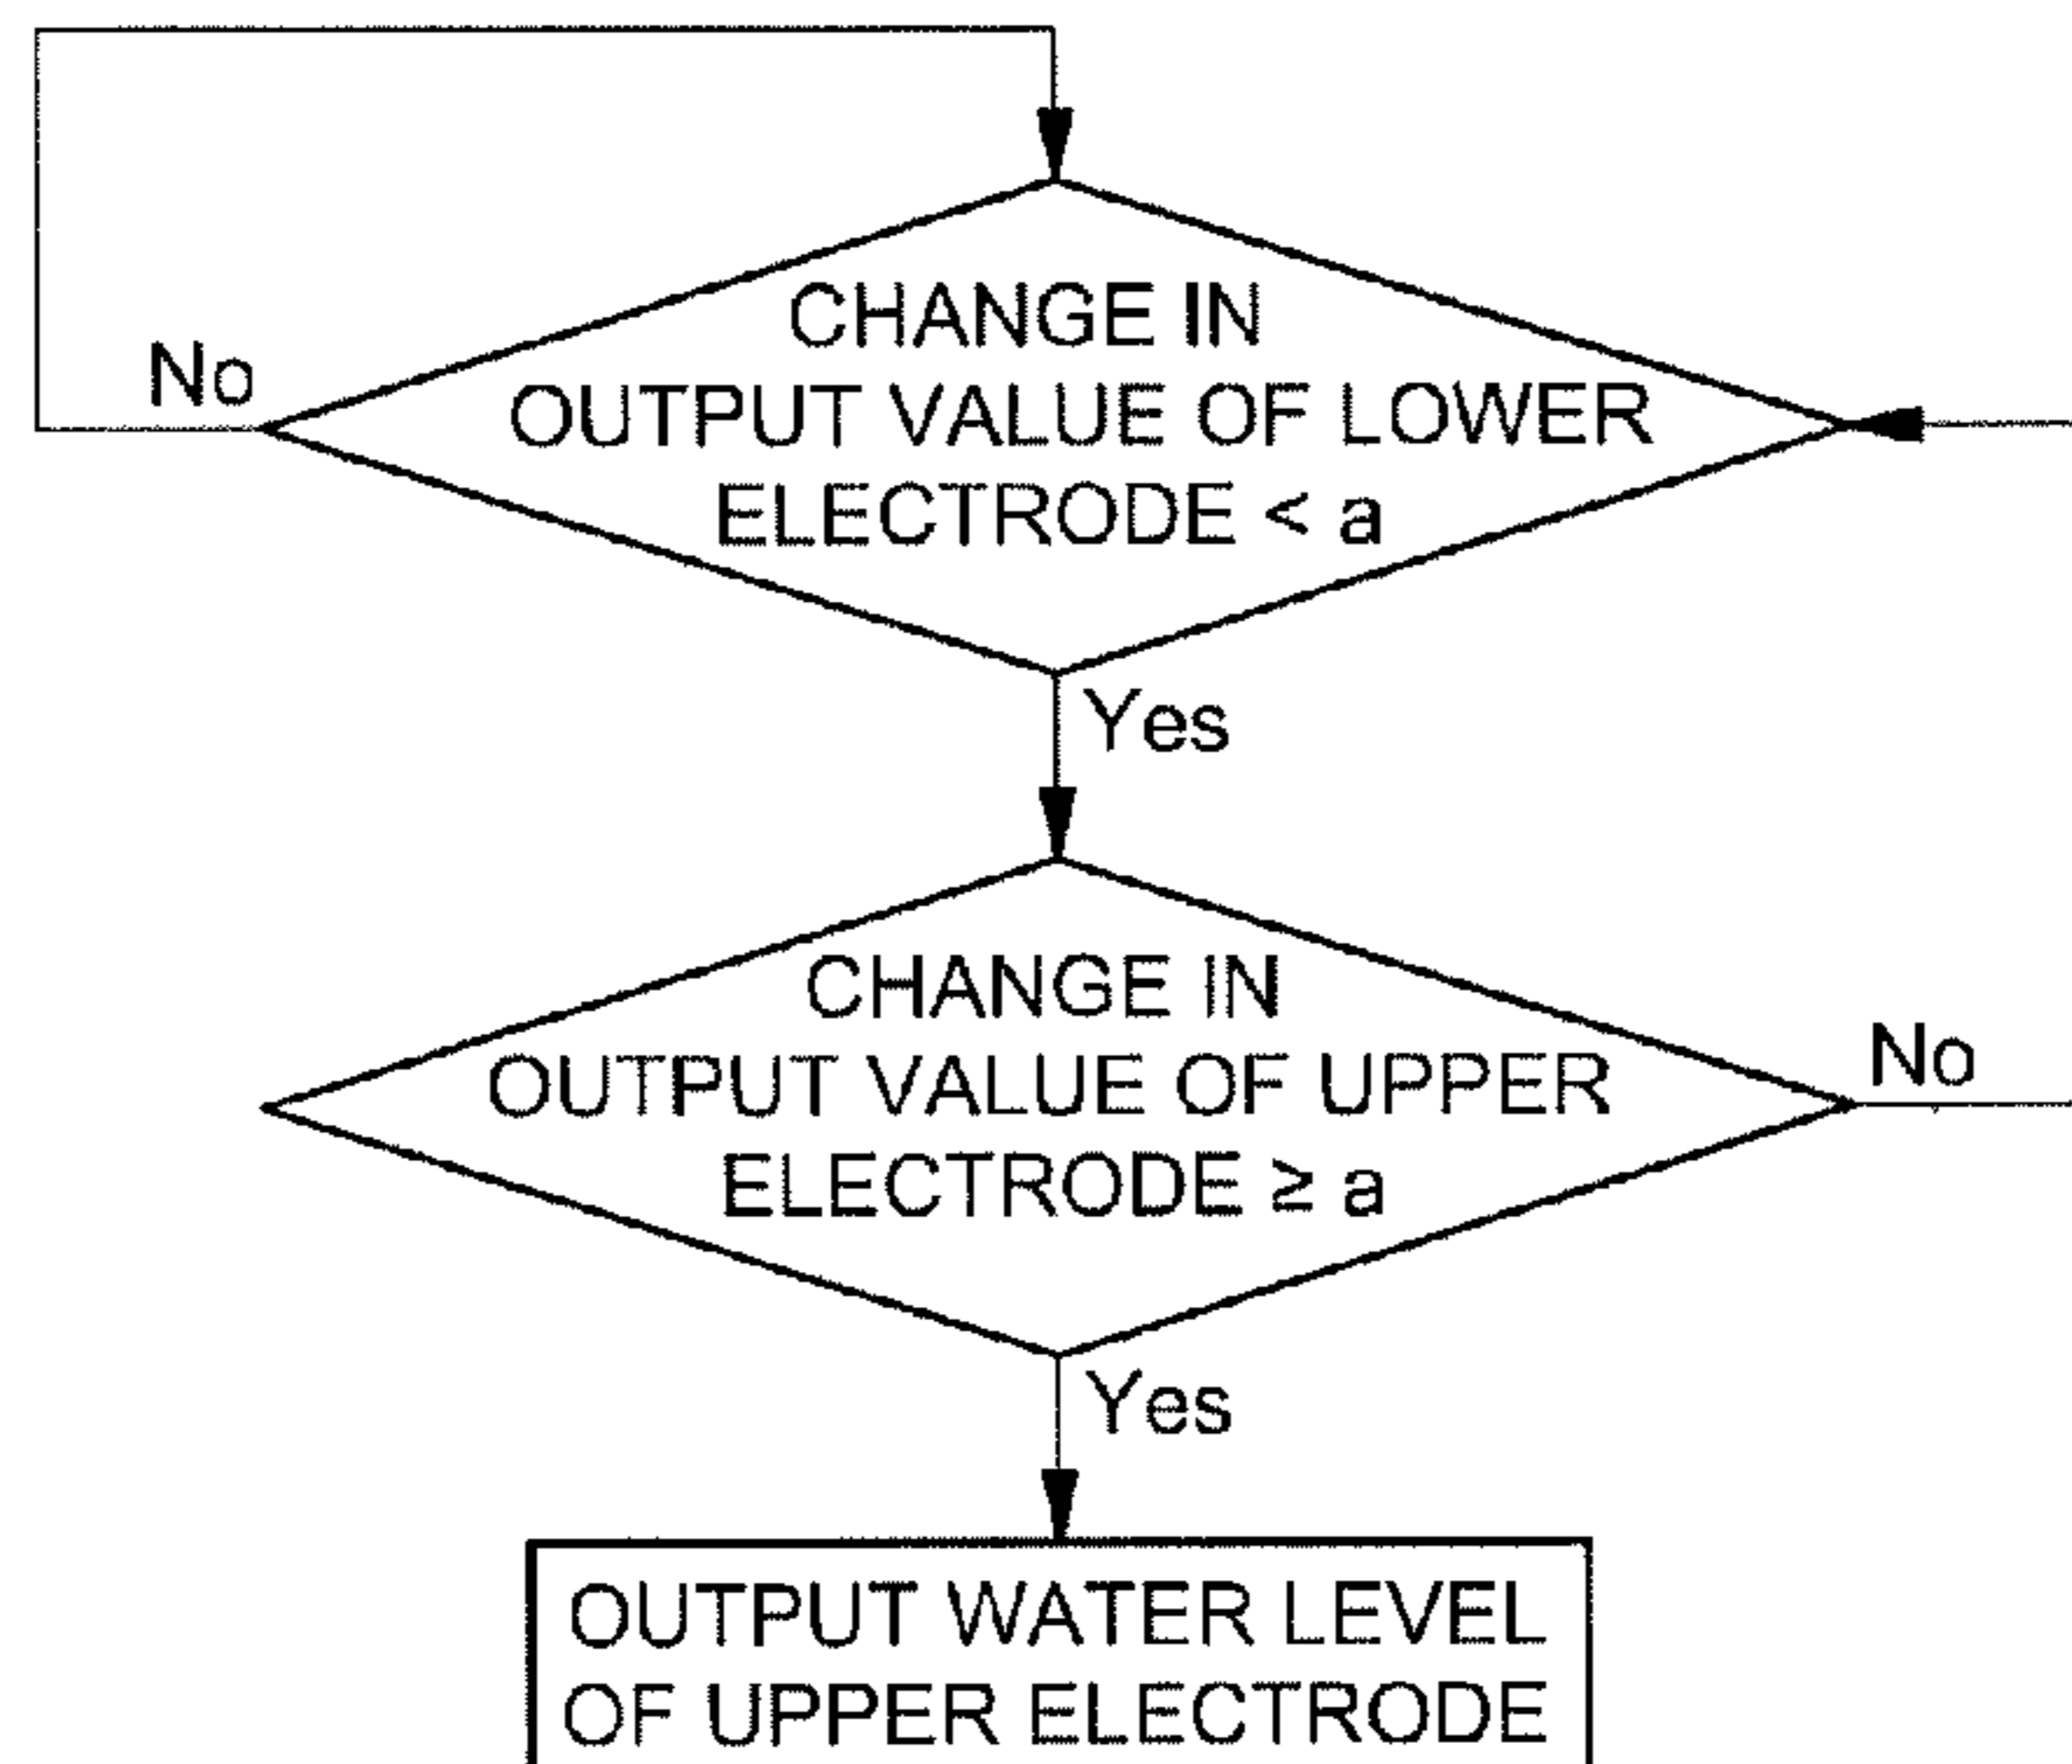 CHANGE IN
No
OUTPUT VALUE OF LOWER
ELECTRODE < a
Yes
CHANGE IN
No
OUTPUT VALUE OF UPPER
ELECTRODE ≥ a
Yes
OUTPUT WATER LEVEL
OF UPPER ELECTRODE